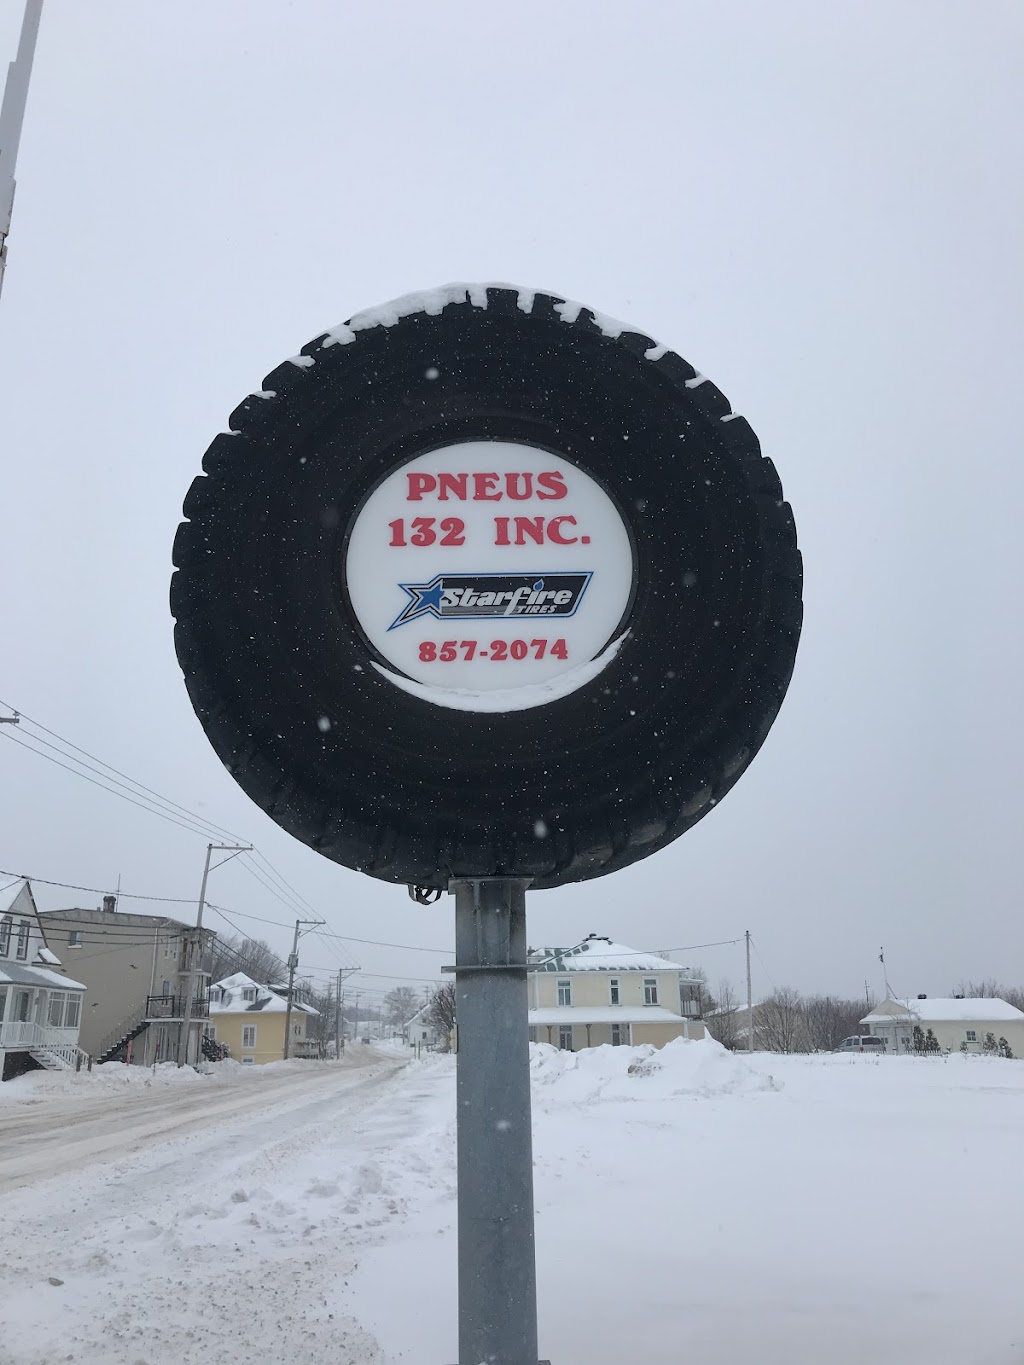 PNEUS
132 INC.
Starfire
TIRES
857-2074